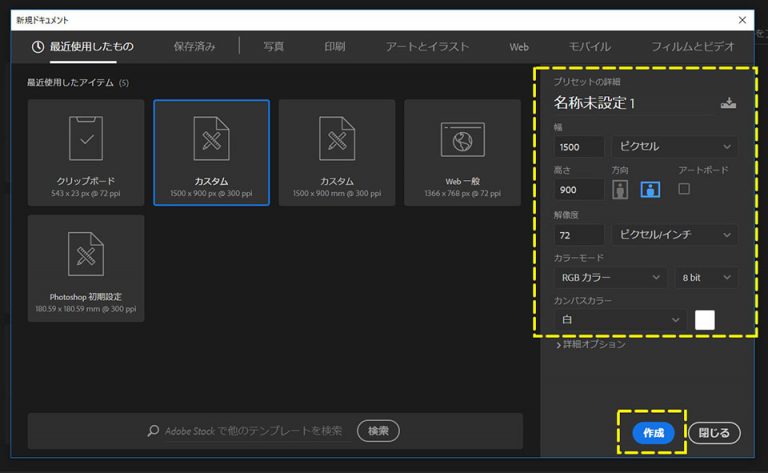 新規ドキュメント
最近使用したもの 保存済み 写真 印刷 アートとイラスト Web モバイル フィルムとビデオ
最近使用したアイテム (5)
クリップボード
543 x 23 px @ 72 ppi
カスタム
1500 x 900 px @ 300 ppi
カスタム
1500 x 900 mm @ 300 ppi
Web 一般
1366 x 768 px @ 72 ppi
Photoshop 初期設定
180.59 x 180.59 mm @ 300 ppi
Adobe Stock で他のテンプレートを検索 検索
プリセットの詳細
名称未設定 1
幅
1500 ピクセル
高さ 方向 アートボード
900
解像度
72 ピクセル/インチ
カラーモード
RGB カラー 8 bit
カンバスカラー
白
詳細オプション
作成 閉じる